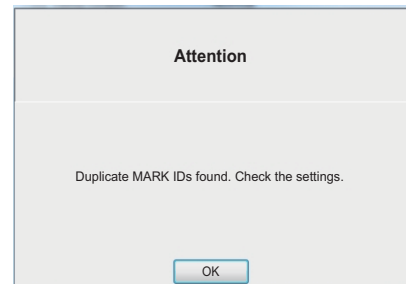 Attention
Duplicate MARK IDs found. Check the settings.
OK